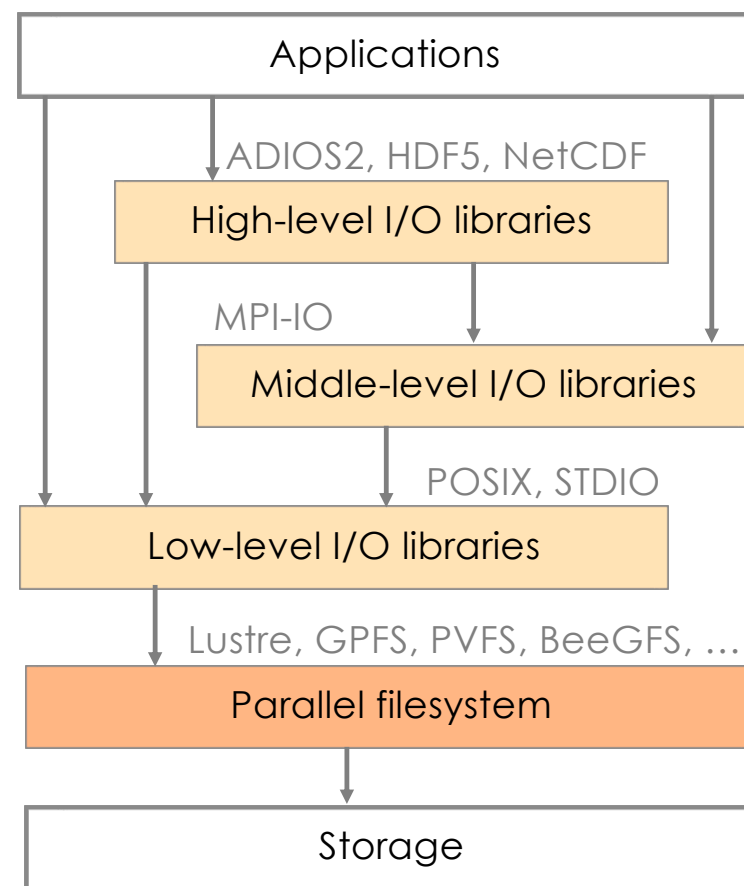 Applications
ADIOS2, HDF5, NetCDF
High-level I/O libraries
MPI-IO
Middle-level I/O libraries
POSIX, STDIO
Low-level I/O libraries
Lustre, GPFS, PVFS, BeeGFS, ...
Parallel filesystem
Storage